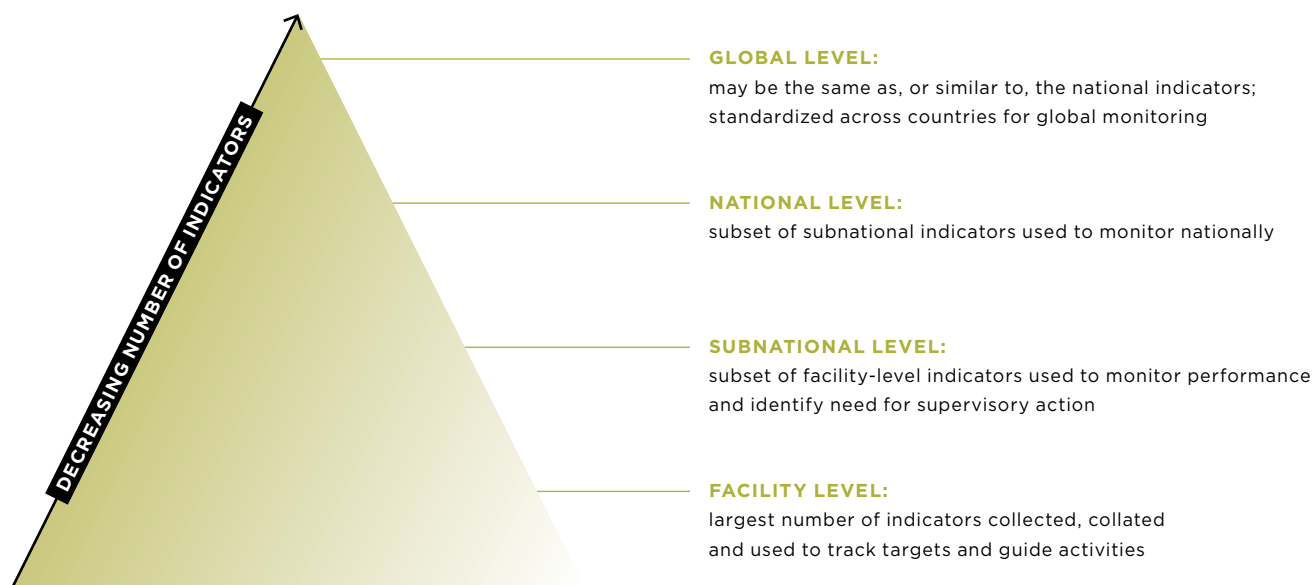 DECREASING NUMBER OF INDICATORS
GLOBAL LEVEL:
may be the same as, or similar to, the national indicators;
standardized across countries for global monitoring
NATIONAL LEVEL:
subset of subnational indicators used to monitor nationally
SUBNATIONAL LEVEL:
subset of facility-level indicators used to monitor performance
and identify need for supervisory action
FACILITY LEVEL:
largest number of indicators collected, collated
and used to track targets and guide activities